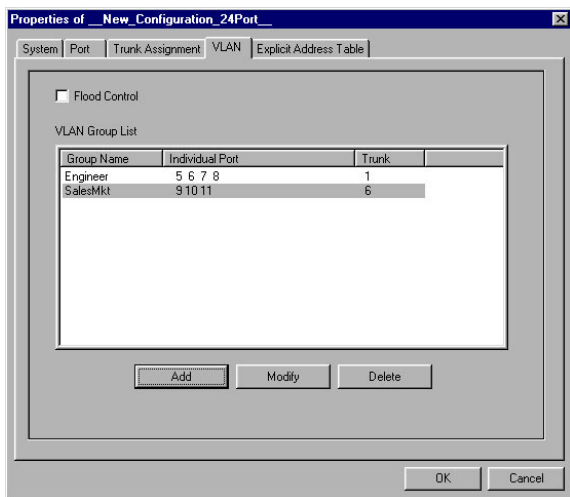 Properties of __New_Configuration_24Port__
System Port Trunk Assignment VLAN Explicit Address Table
Flood Control
VLAN Group List
Group Name Individual Port Trunk
Engineer 5 6 7 8 1
SalesMkt 9 10 11 6
Add Modify Delete
OK Cancel